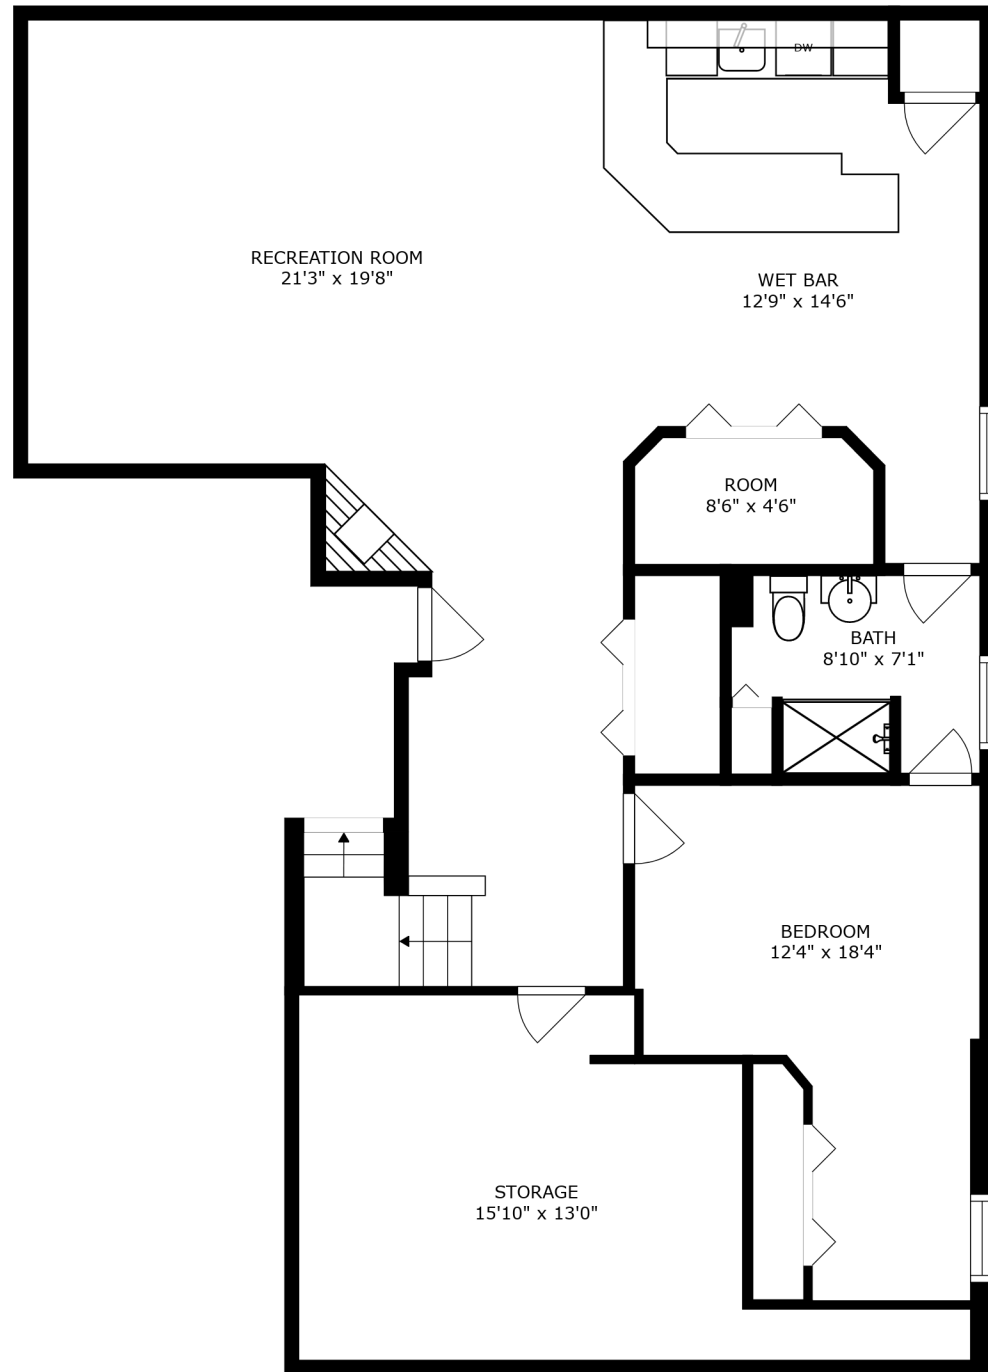 DW
RECREATION ROOM
21'3" x 19'8"
WET BAR
12'9" x 14'6"
ROOM
8'6" x 4'6"
BATH
8'10" x 7'1"
BEDROOM
12'4" x 18'4"
STORAGE
15'10" x 13'0"